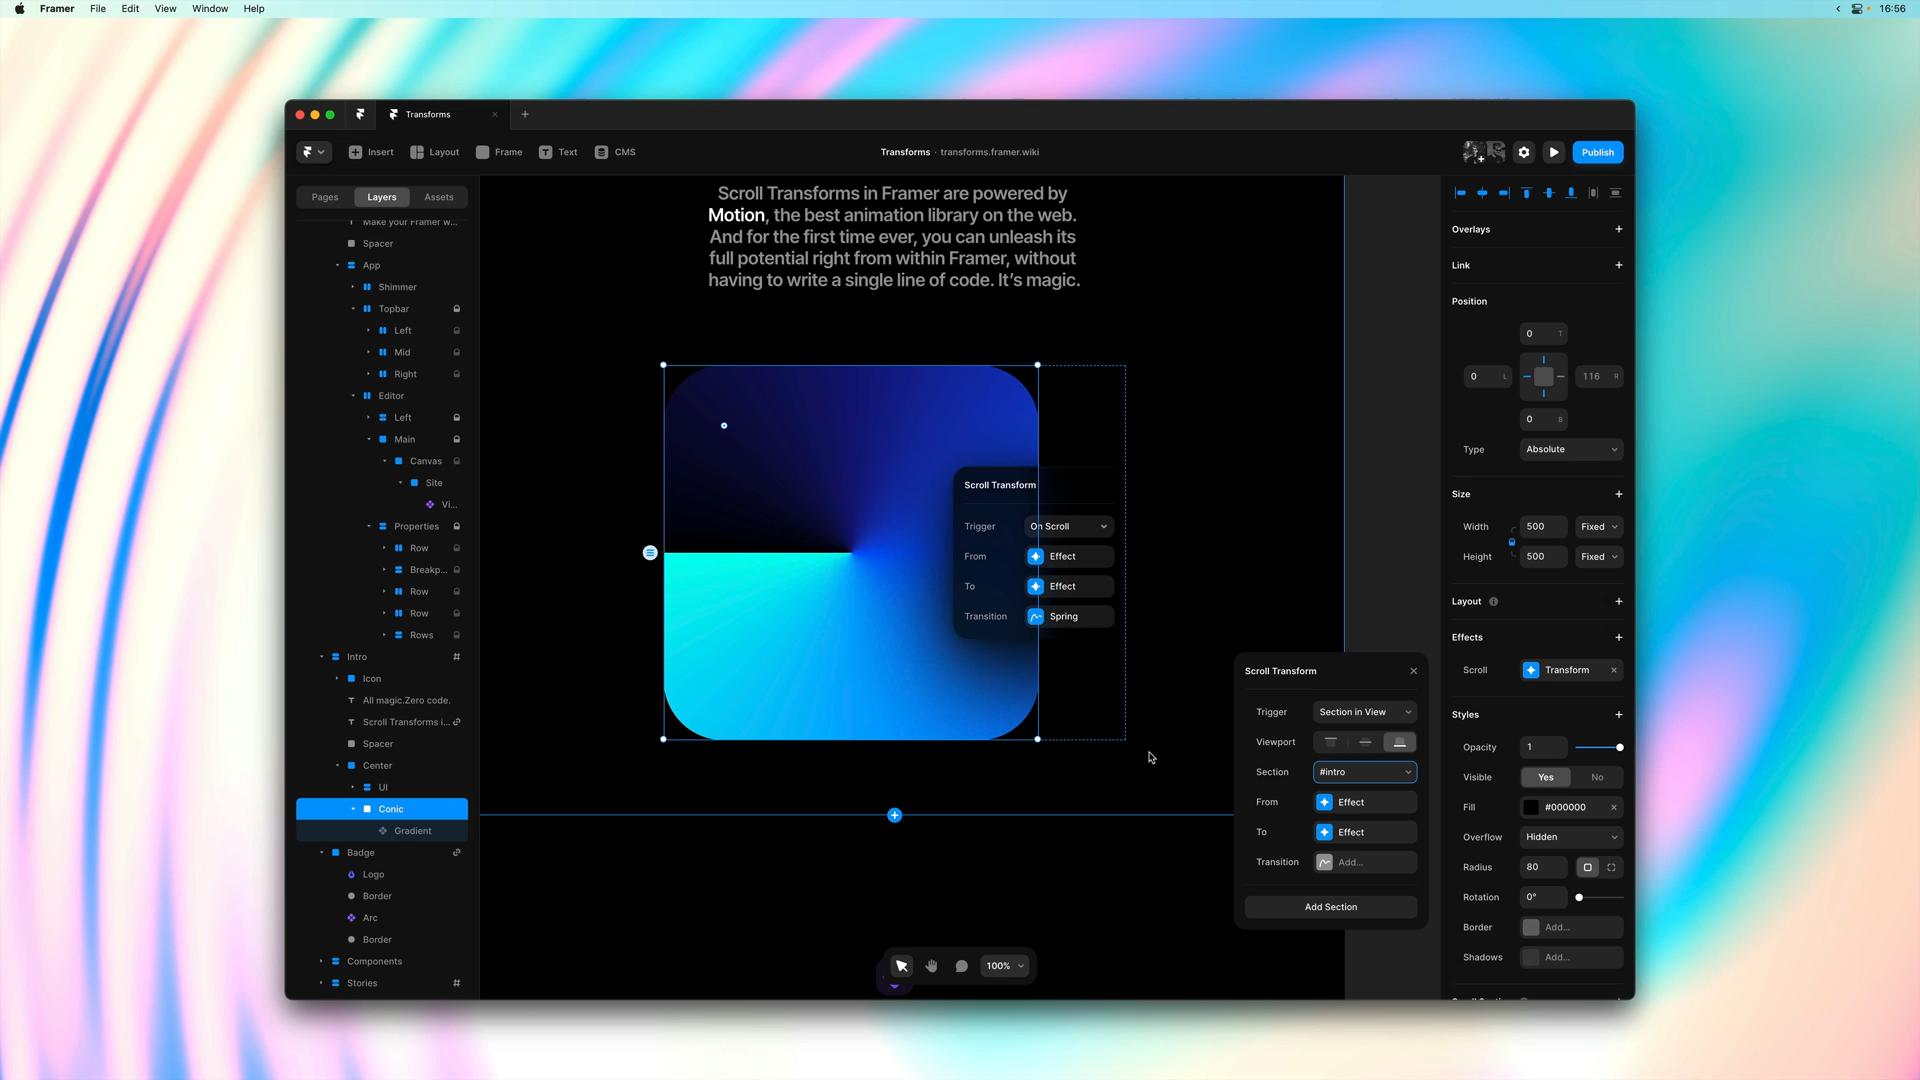 Framer File Edit View Window Help 16:56
Transforms
Insert Layout Frame Text CMS
Transforms · transforms.framer.wiki
Publish
Pages Layers Assets
Make your Framer w...
Spacer
App
Shimmer
Topbar
Left
Mid
Right
Editor
Left
Main
Canvas
Site
Vi...
Properties
Row
Breakp...
Row
Row
Rows
Intro
Icon
All magic.Zero code.
Scroll Transforms i...
Spacer
Center
UI
Conic
Gradient
Badge
Logo
Border
Arc
Border
Components
Stories
Scroll Transforms in Framer are powered by
Motion, the best animation library on the web.
And for the first time ever, you can unleash its
full potential right from within Framer, without
having to write a single line of code. It’s magic.
Scroll Transform
Trigger On Scroll
From Effect
To Effect
Transition Spring
100%
Scroll Transform
Trigger Section in View
Viewport
Section #intro
From Effect
To Effect
Transition Add...
Add Section
Overlays
Link
Position
0 T
0 L 116 R
0 B
Type Absolute
Size
Width 500 Fixed
Height 500 Fixed
Layout
Effects
Scroll Transform
Styles
Opacity 1
Visible Yes No
Fill #000000
Overflow Hidden
Radius 80
Rotation 0°
Border Add...
Shadows Add...